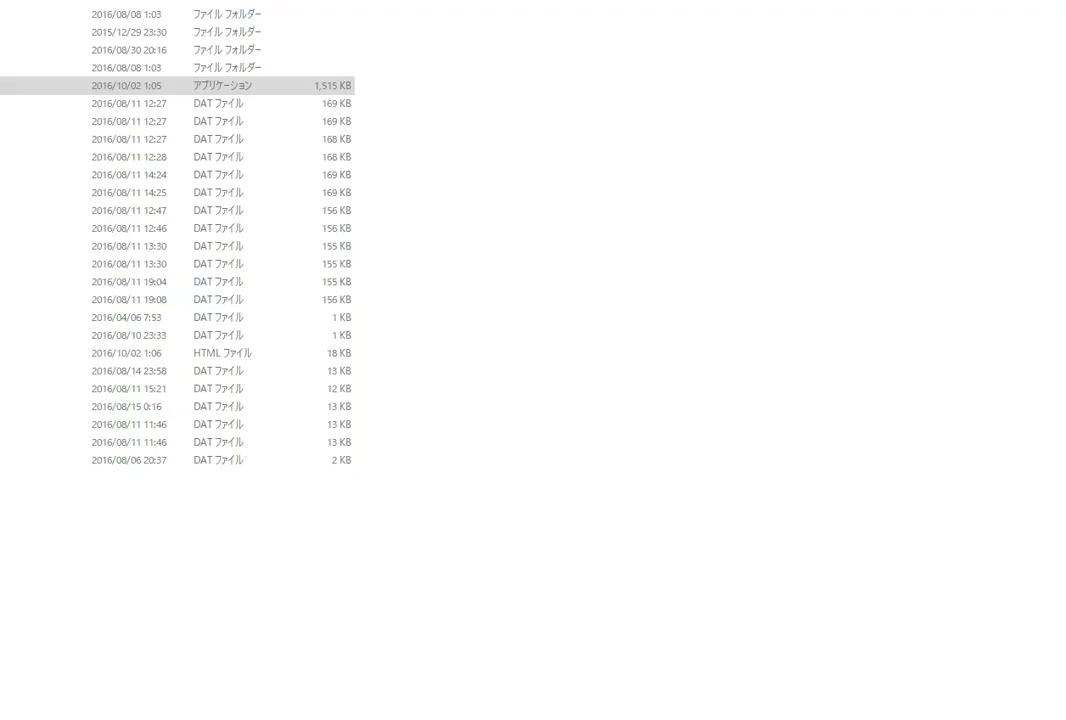 2016/08/08 1:03 ファイル フォルダー
2015/12/29 23:30 ファイル フォルダー
2016/08/30 20:16 ファイル フォルダー
2016/08/08 1:03 ファイル フォルダー
2016/10/02 1:05 アプリケーション 1,515 KB
2016/08/11 12:27 DAT ファイル 169 KB
2016/08/11 12:27 DAT ファイル 169 KB
2016/08/11 12:27 DAT ファイル 168 KB
2016/08/11 12:28 DAT ファイル 168 KB
2016/08/11 14:24 DAT ファイル 169 KB
2016/08/11 14:25 DAT ファイル 169 KB
2016/08/11 12:47 DAT ファイル 156 KB
2016/08/11 12:46 DAT ファイル 156 KB
2016/08/11 13:30 DAT ファイル 155 KB
2016/08/11 13:30 DAT ファイル 155 KB
2016/08/11 19:04 DAT ファイル 155 KB
2016/08/11 19:08 DAT ファイル 156 KB
2016/04/06 7:53 DAT ファイル 1 KB
2016/08/10 23:33 DAT ファイル 1 KB
2016/10/02 1:06 HTML ファイル 18 KB
2016/08/14 23:58 DAT ファイル 13 KB
2016/08/11 15:21 DAT ファイル 12 KB
2016/08/15 0:16 DAT ファイル 13 KB
2016/08/11 11:46 DAT ファイル 13 KB
2016/08/11 11:46 DAT ファイル 13 KB
2016/08/06 20:37 DAT ファイル 2 KB